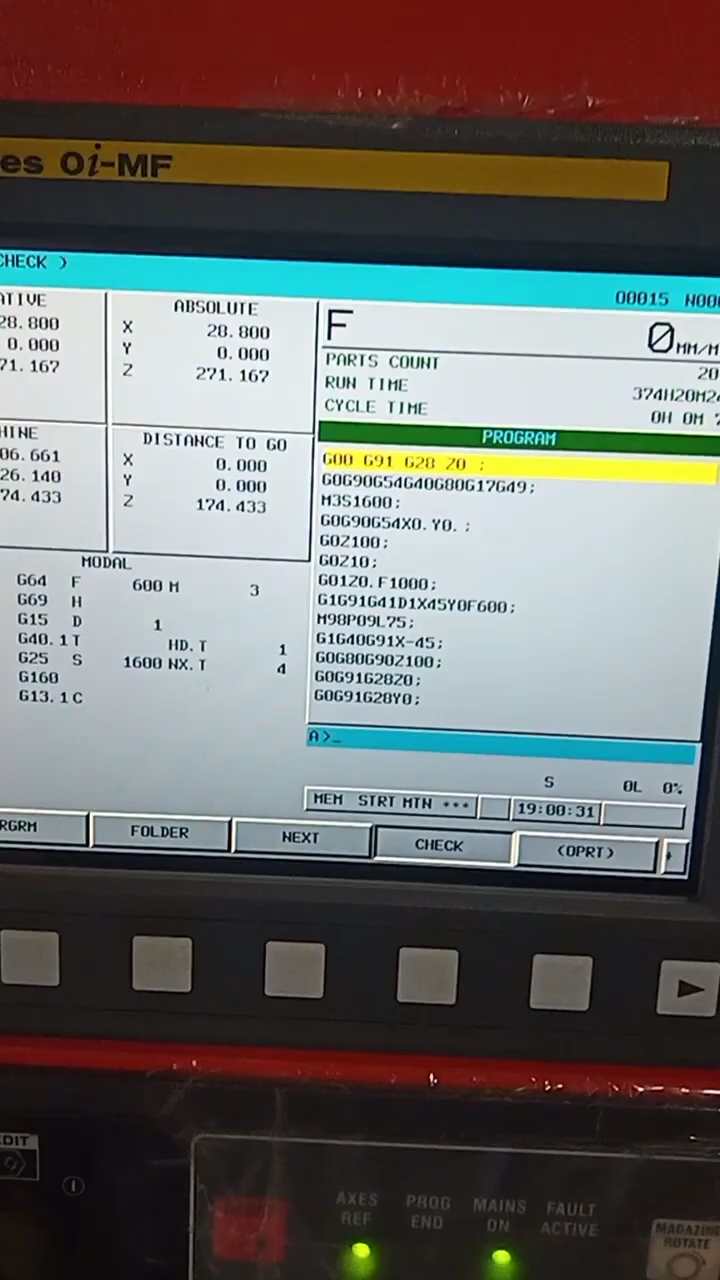 es 0i-MF
CHECK )
O0015 N000
ATIVE
28.800
0.000
71.167
ABSOLUTE
X 28.800
Y 0.000
Z 271.167
F 0 MM/M
PARTS COUNT 20
RUN TIME 374H20M2
CYCLE TIME 0H 0M
HINE
06.661
26.140
74.433
DISTANCE TO GO
X 0.000
Y 0.000
Z 174.433
PROGRAM
G00 G91 G28 Z0 ;
G0G90G54G40G80G17G49;
M3S1600;
G0G90G54X0.Y0.;
G0Z100;
G0Z10;
G01Z0.F1000;
G1G91G41D1X45Y0F600;
M98P09L75;
G1G40G91X-45;
G0G80G90Z100;
G0G91G28Z0;
G0G91G28Y0;
MODAL
G64 F 600 M 3
G69 H
G15 D 1
G40.1 T HD.T 1
G25 S 1600 NX.T 4
G160
G13.1 C
A>_
S 0L 0%
MEM STRT MTN ***
19:00:31
RGRM
FOLDER
NEXT
CHECK
(OPRT)
EDIT
AXES REF
PROG END
MAINS ON
FAULT ACTIVE
MAGAZINE
ROTATE